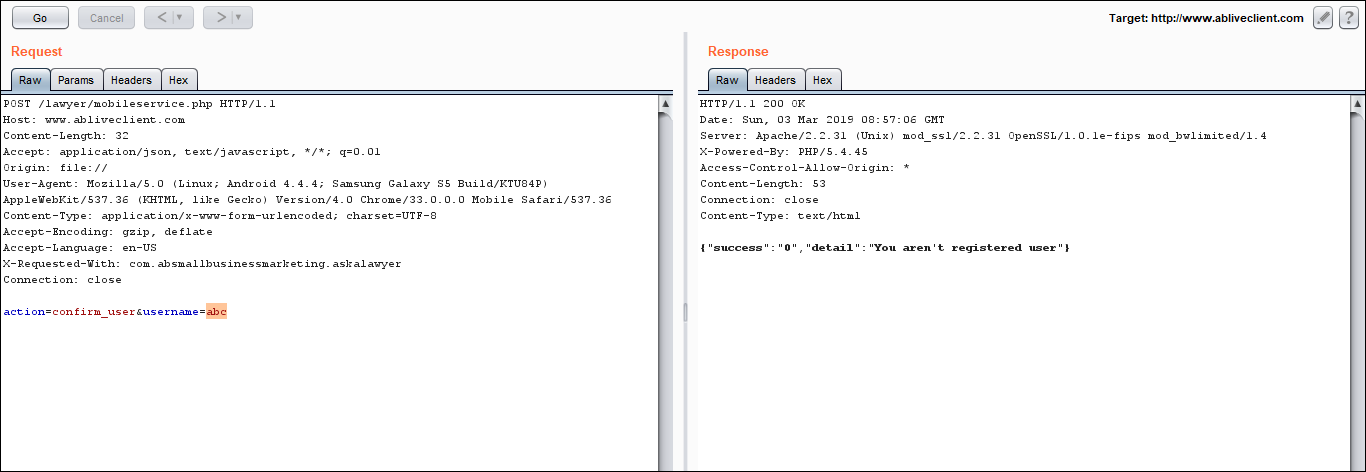 Go Cancel < > Target: http://www.abliveclient.com ?
Request
Raw Params Headers Hex
POST /lawyer/mobileservice.php HTTP/1.1
Host: www.abliveclient.com
Content-Length: 32
Accept: application/json, text/javascript, */*; q=0.01
Origin: file://
User-Agent: Mozilla/5.0 (Linux; Android 4.4.4; Samsung Galaxy S5 Build/KTU84P)
AppleWebKit/537.36 (KHTML, like Gecko) Version/4.0 Chrome/33.0.0.0 Mobile Safari/537.36
Content-Type: application/x-www-form-urlencoded; charset=UTF-8
Accept-Encoding: gzip, deflate
Accept-Language: en-US
X-Requested-With: com.absmallbusinessmarketing.askalawyer
Connection: close
action=confirm_user&username=abc
Response
Raw Headers Hex
HTTP/1.1 200 OK
Date: Sun, 03 Mar 2019 08:57:06 GMT
Server: Apache/2.2.31 (Unix) mod_ssl/2.2.31 OpenSSL/1.0.1e-fips mod_bwlimited/1.4
X-Powered-By: PHP/5.4.45
Access-Control-Allow-Origin: *
Content-Length: 53
Connection: close
Content-Type: text/html
{"success":"0","detail":"You aren't registered user"}